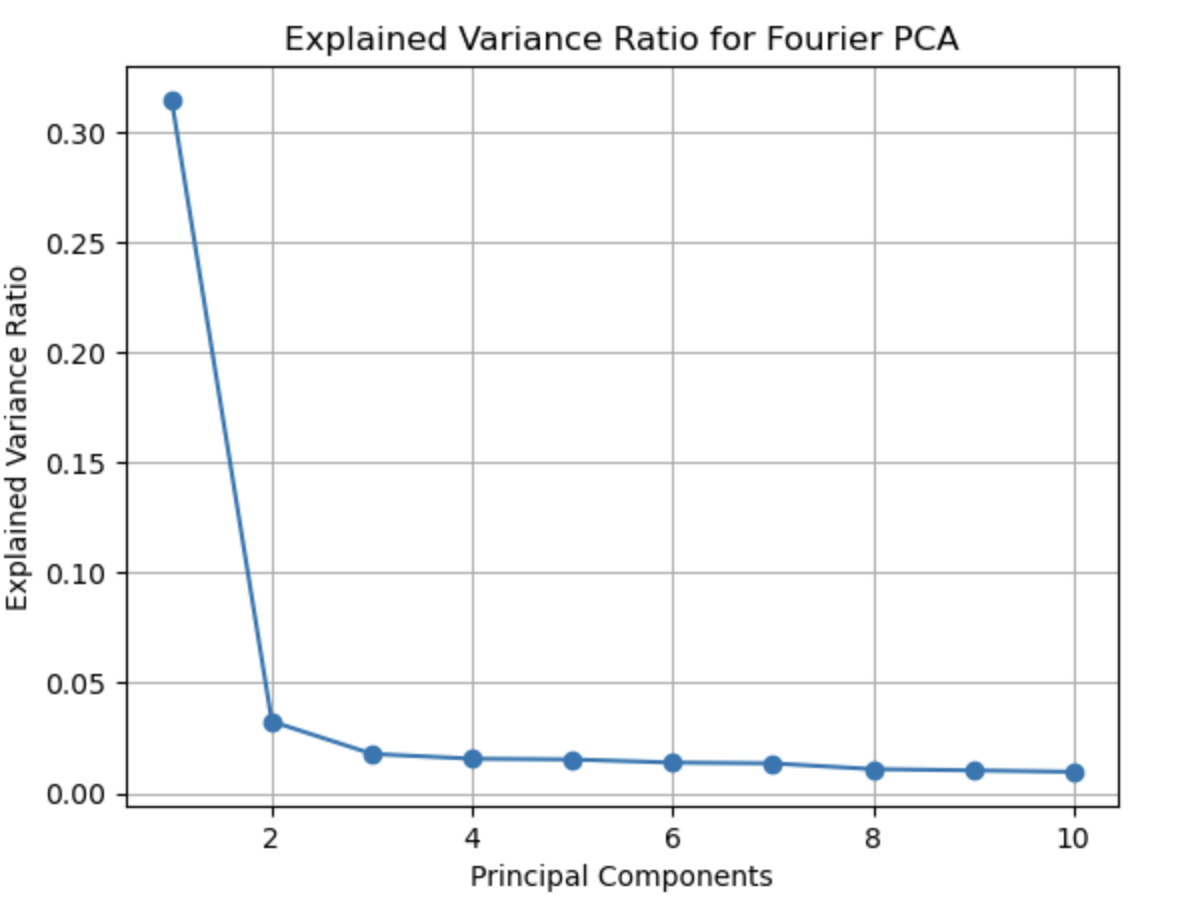 Explained Variance Ratio for Fourier PCA
Explained Variance Ratio
0.30
0.25
0.20
0.15
0.10
0.05
0.00
2 4 6 8 10
Principal Components